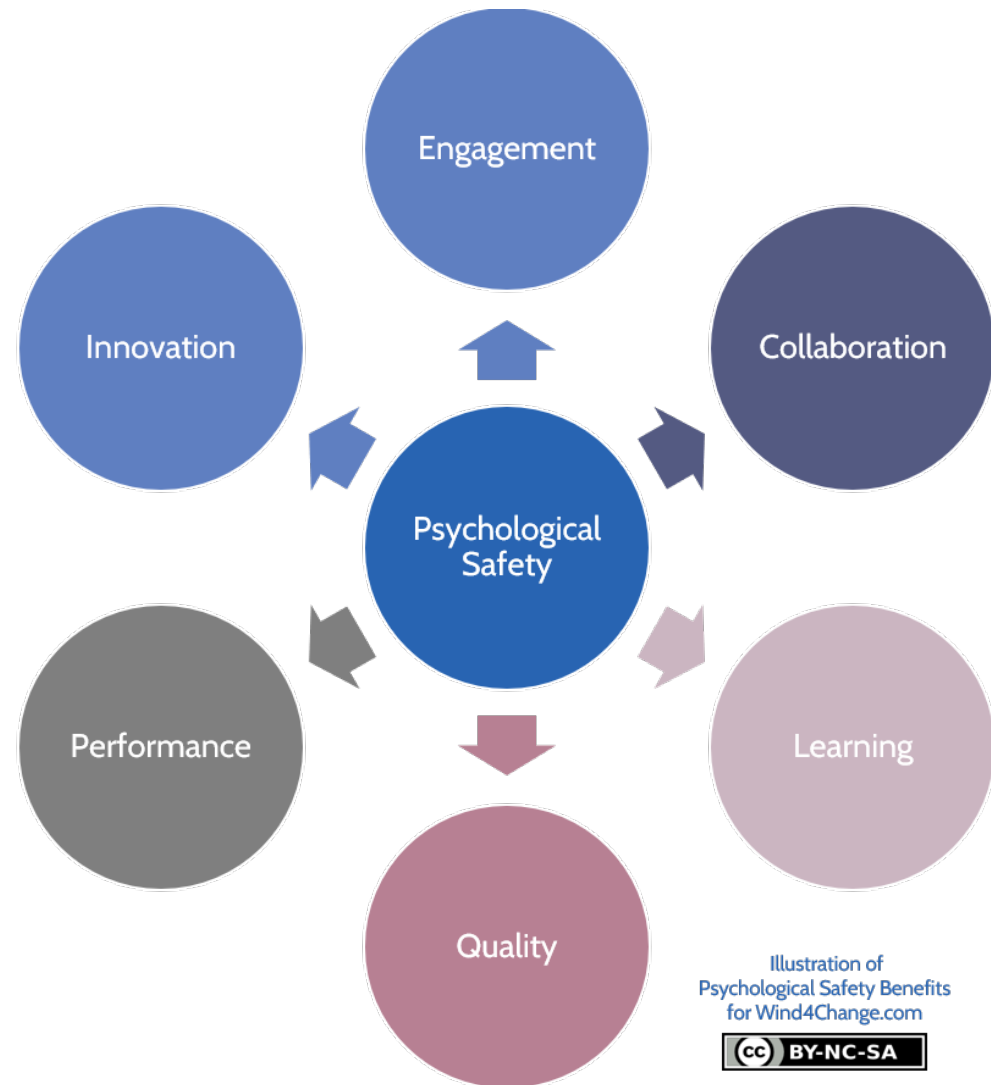 Engagement
Innovation
Collaboration
Psychological
Safety
Performance
Learning
Quality
Illustration of
Psychological Safety Benefits
for Wind4Change.com
cc BY-NC-SA